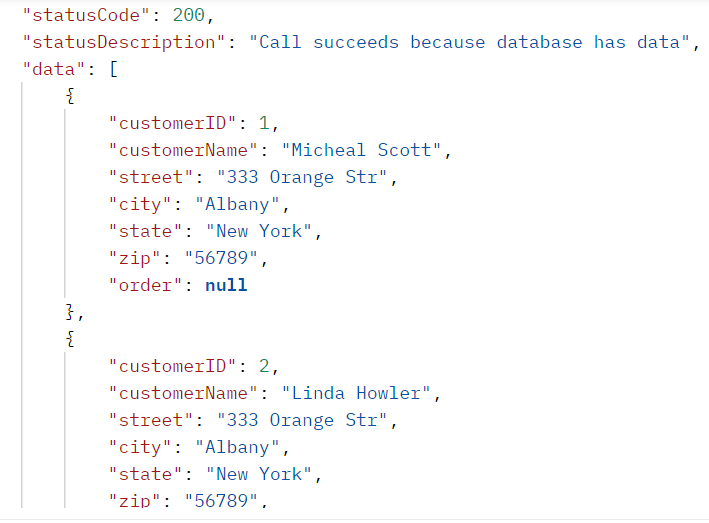 "statusCode": 200,
"statusDescription": "Call succeeds because database has data",
"data": [
{
"customerID": 1,
"customerName": "Micheal Scott",
"street": "333 Orange Str",
"city": "Albany",
"state": "New York",
"zip": "56789",
"order": null
},
{
"customerID": 2,
"customerName": "Linda Howler",
"street": "333 Orange Str",
"city": "Albany",
"state": "New York",
"zip": "56789",